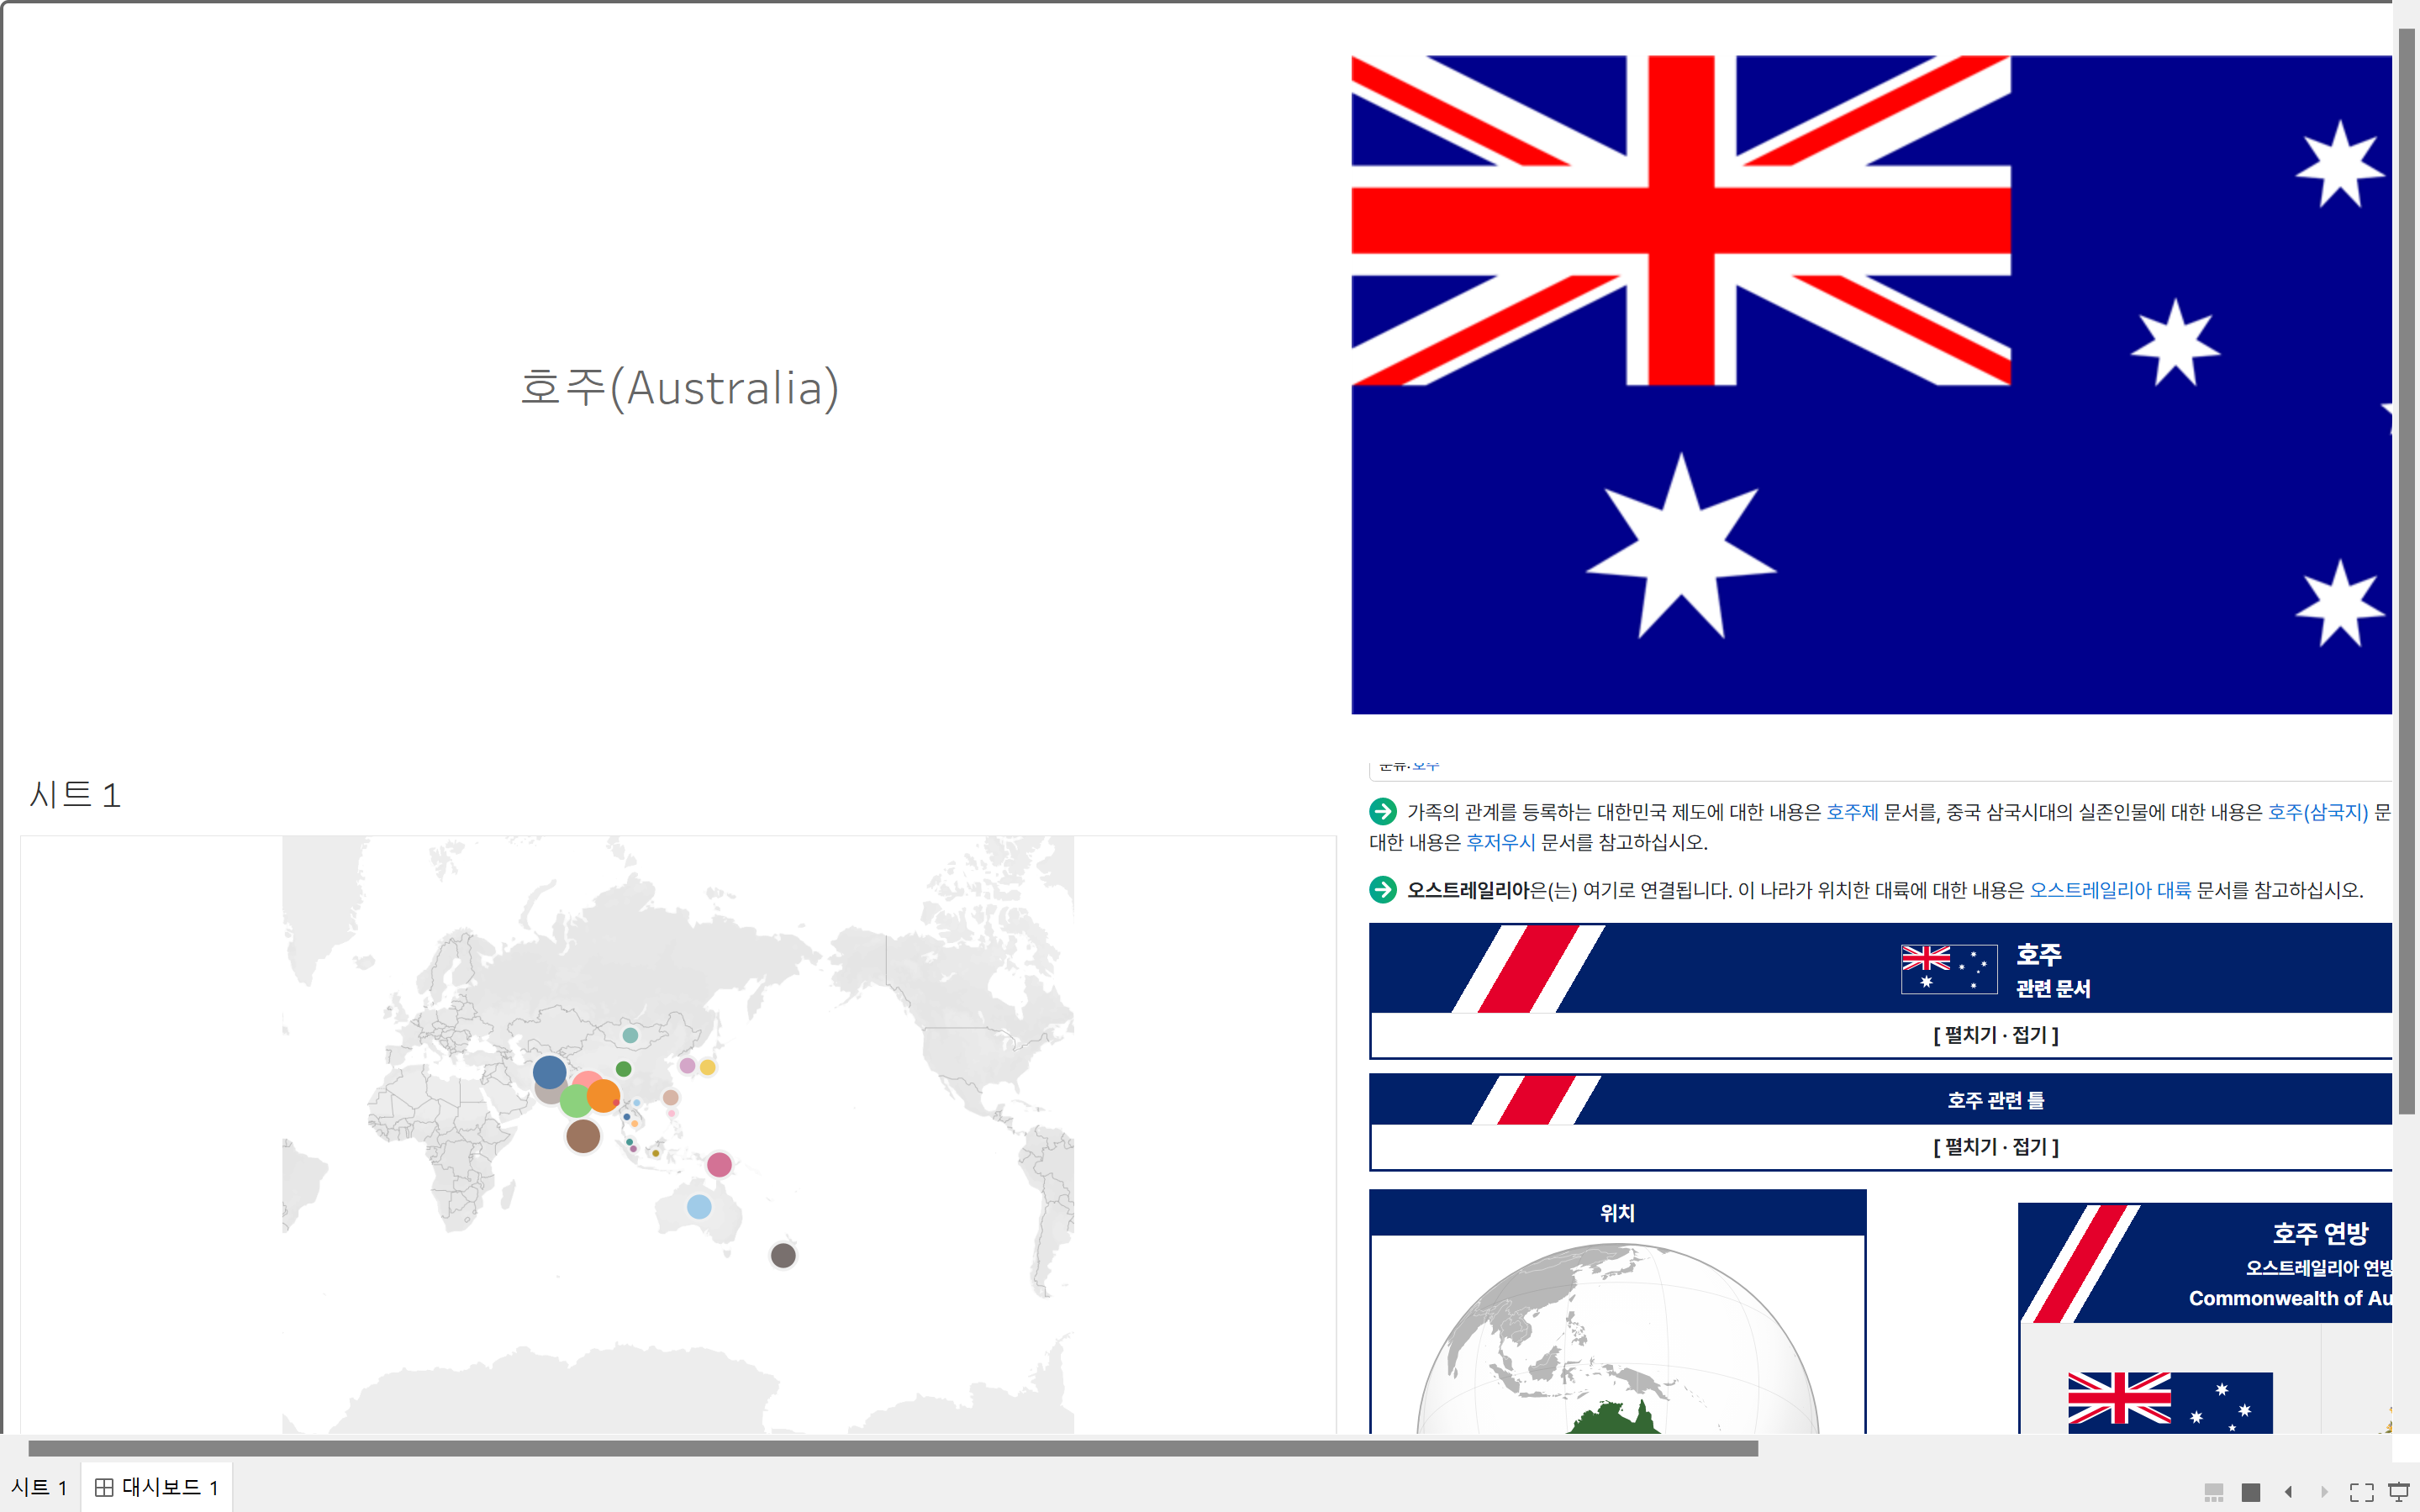 호주(Australia)
시트 1
분류: 호주
가족의 관계를 등록하는 대한민국 제도에 대한 내용은 호주제 문서를, 중국 삼국시대의 실존인물에 대한 내용은 호주(삼국지) 문
대한 내용은 후저우시 문서를 참고하십시오.
오스트레일리아은(는) 여기로 연결됩니다. 이 나라가 위치한 대륙에 대한 내용은 오스트레일리아 대륙 문서를 참고하십시오.
호주
관련 문서
[ 펼치기 · 접기 ]
호주 관련 틀
[ 펼치기 · 접기 ]
위치
호주 연방
오스트레일리아 연방
Commonwealth of Au
시트 1
대시보드 1